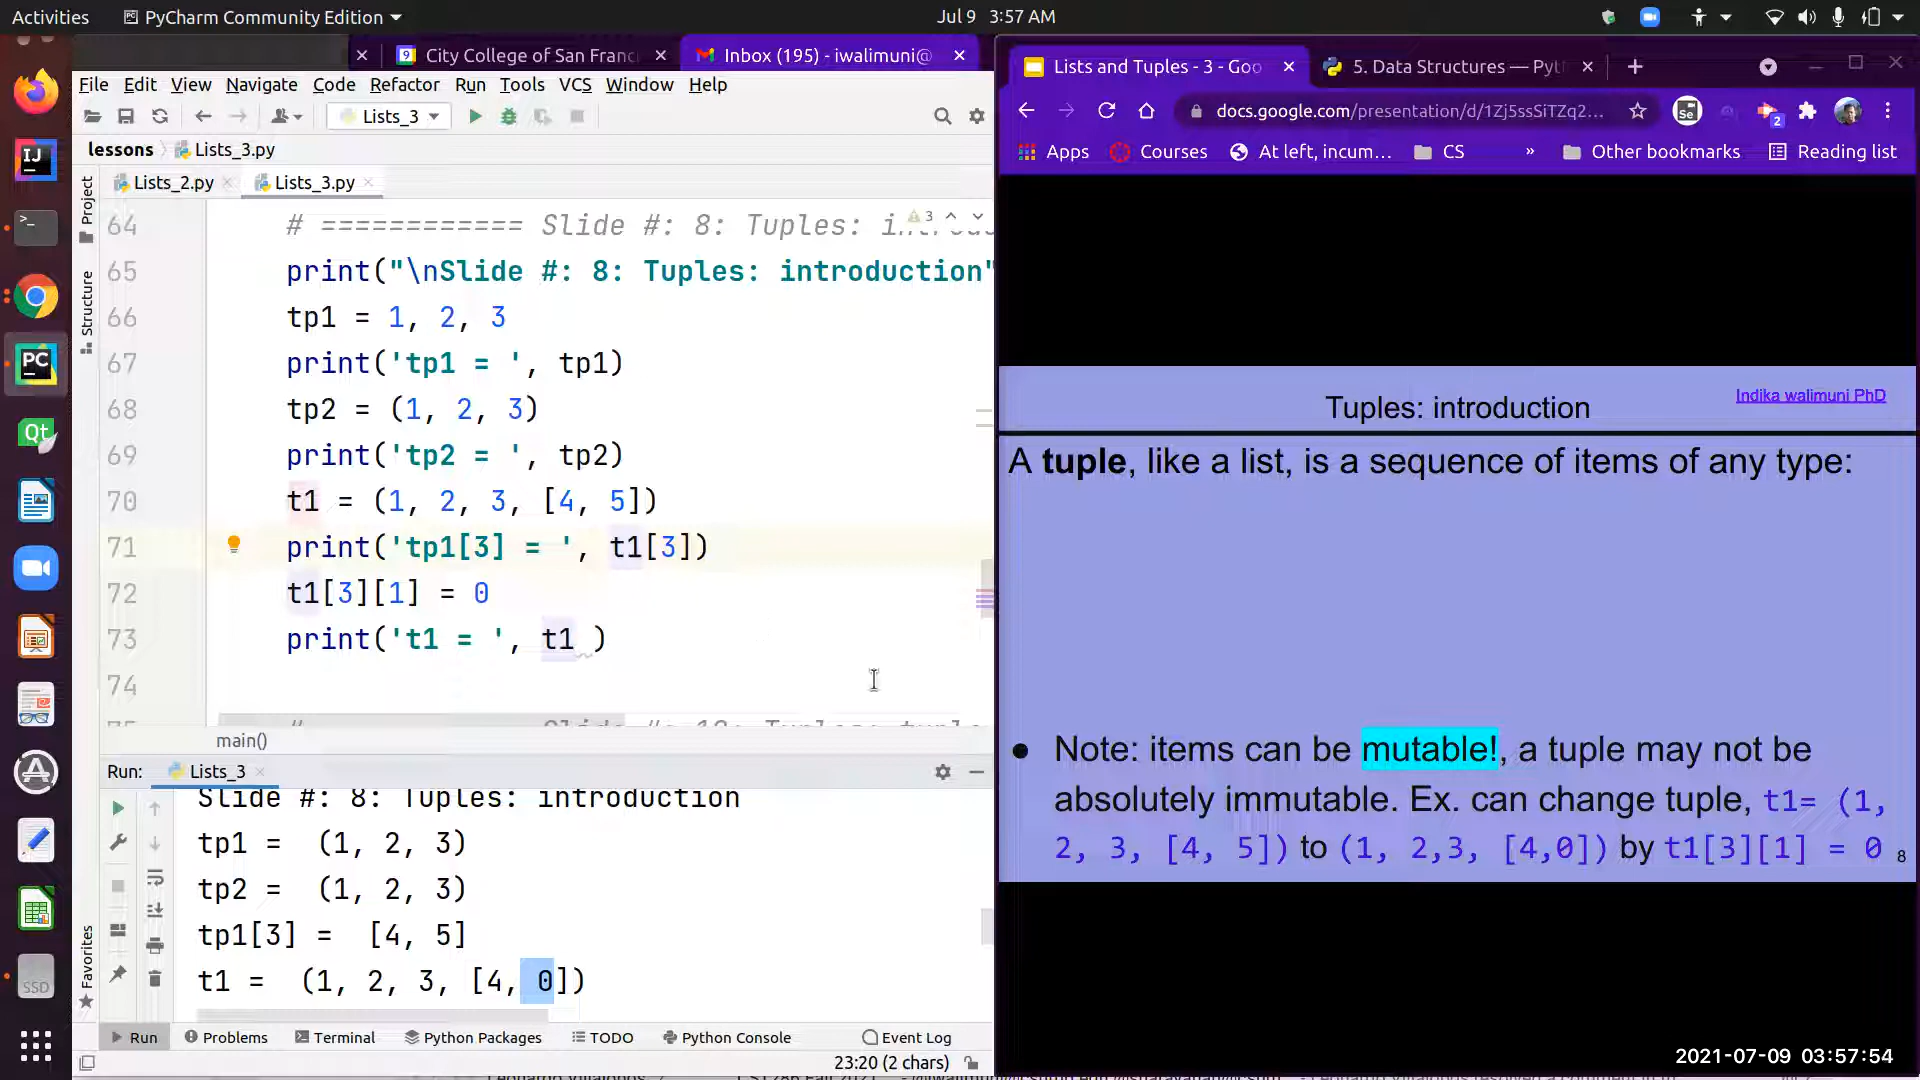 Activities
PyCharm Community Edition
Jul 9 3:57 AM
City College of San Franc
Inbox (195) - iwalimuni@
File Edit View Navigate Code Refactor Run Tools VCS Window Help
Lists_3
lessons Lists_3.py
Lists_2.py Lists_3.py
Project
Structure
Favorites
3
64 # ============ Slide #: 8: Tuples: introduc
65 print("\nSlide #: 8: Tuples: introduction"
66 tp1 = 1, 2, 3
67 print('tp1 = ', tp1)
68 tp2 = (1, 2, 3)
69 print('tp2 = ', tp2)
70 t1 = (1, 2, 3, [4, 5])
71 print('tp1[3] = ', t1[3])
72 t1[3][1] = 0
73 print('t1 = ', t1 )
74
main()
Run: Lists_3
Slide #: 8: Tuples: introduction
tp1 = (1, 2, 3)
tp2 = (1, 2, 3)
tp1[3] = [4, 5]
t1 = (1, 2, 3, [4, 0])
Run Problems Terminal Python Packages TODO Python Console Event Log
23:20 (2 chars)
IJ
PC
Qt
SSD
Lists and Tuples - 3 - Goo
5. Data Structures — Pyt
docs.google.com/presentation/d/1Zj5ssSiTZq2...
Se
2
Apps Courses At left, incum... CS » Other bookmarks Reading list
Tuples: introduction
Indika walimuni PhD
A tuple, like a list, is a sequence of items of any type:
● Note: items can be mutable!, a tuple may not be
absolutely immutable. Ex. can change tuple, t1= (1,
2, 3, [4, 5]) to (1, 2,3, [4,0]) by t1[3][1] = 0
8
2021-07-09 03:57:54